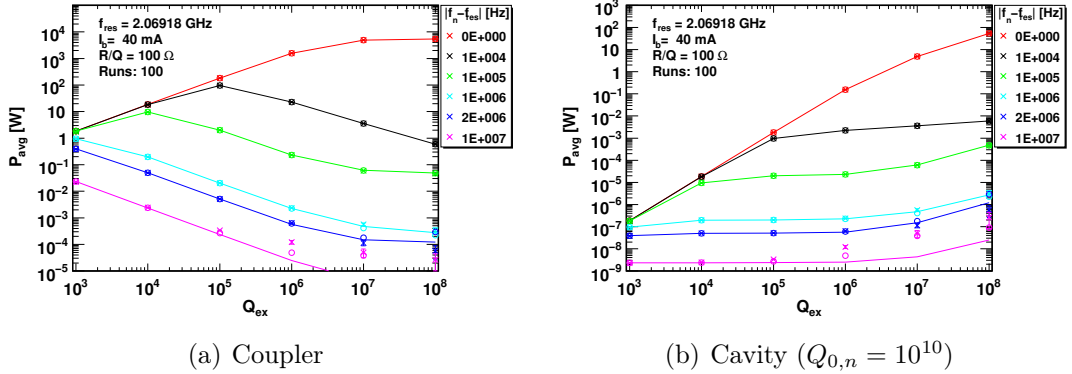 |f_n-f_es| [Hz]
f_res = 2.06918 GHz
I_b= 40 mA
R/Q = 100 Ω
Runs: 100
0E+000
1E+004
1E+005
1E+006
2E+006
1E+007
P_avg [W]
10^4
10^3
10^2
10
1
10^-1
10^-2
10^-3
10^-4
10^-5
10^3 10^4 10^5 10^6 10^7 10^8
Q_ex
(a) Coupler
|f_n-f_es| [Hz]
f_res = 2.06918 GHz
I_b= 40 mA
R/Q = 100 Ω
Runs: 100
0E+000
1E+004
1E+005
1E+006
2E+006
1E+007
P_avg [W]
10^3
10^2
10
1
10^-1
10^-2
10^-3
10^-4
10^-5
10^-6
10^-7
10^-8
10^-9
10^3 10^4 10^5 10^6 10^7 10^8
Q_ex
(b) Cavity (Q_{0,n} = 10^{10})